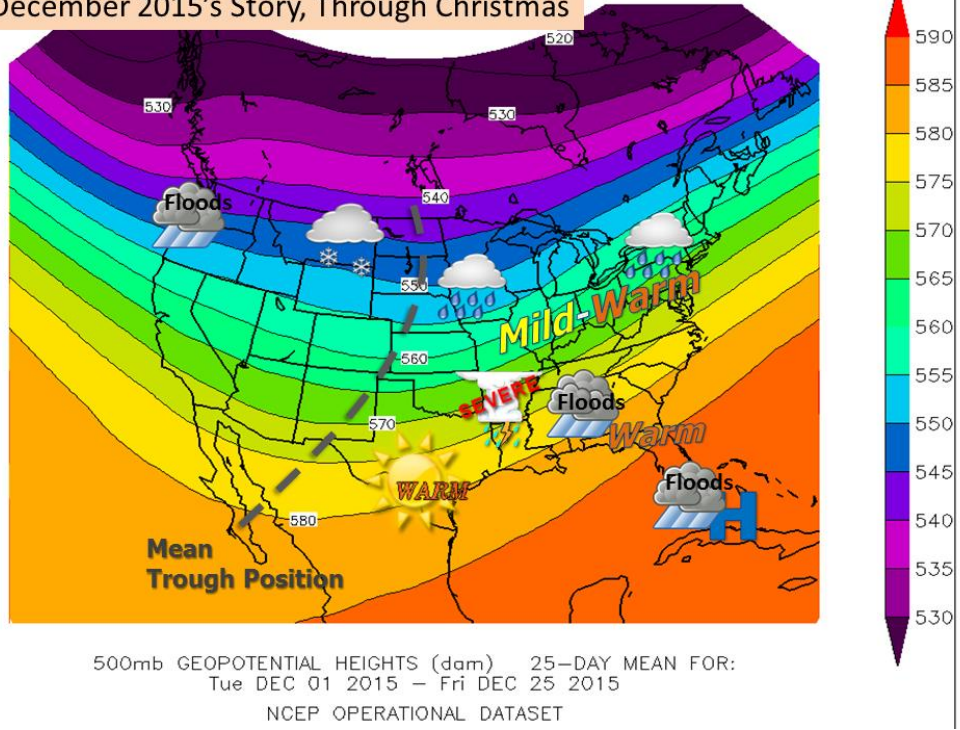 December 2015's Story, Through Christmas
520
530
530
540
Floods
550
Mild-Warm
560
SEVERE
Floods
570
Warm
WARM
Floods
H
580
Mean
Trough Position
590
585
580
575
570
565
560
555
550
545
540
535
530
500mb GEOPOTENTIAL HEIGHTS (dam) 25-DAY MEAN FOR:
Tue DEC 01 2015 – Fri DEC 25 2015
NCEP OPERATIONAL DATASET